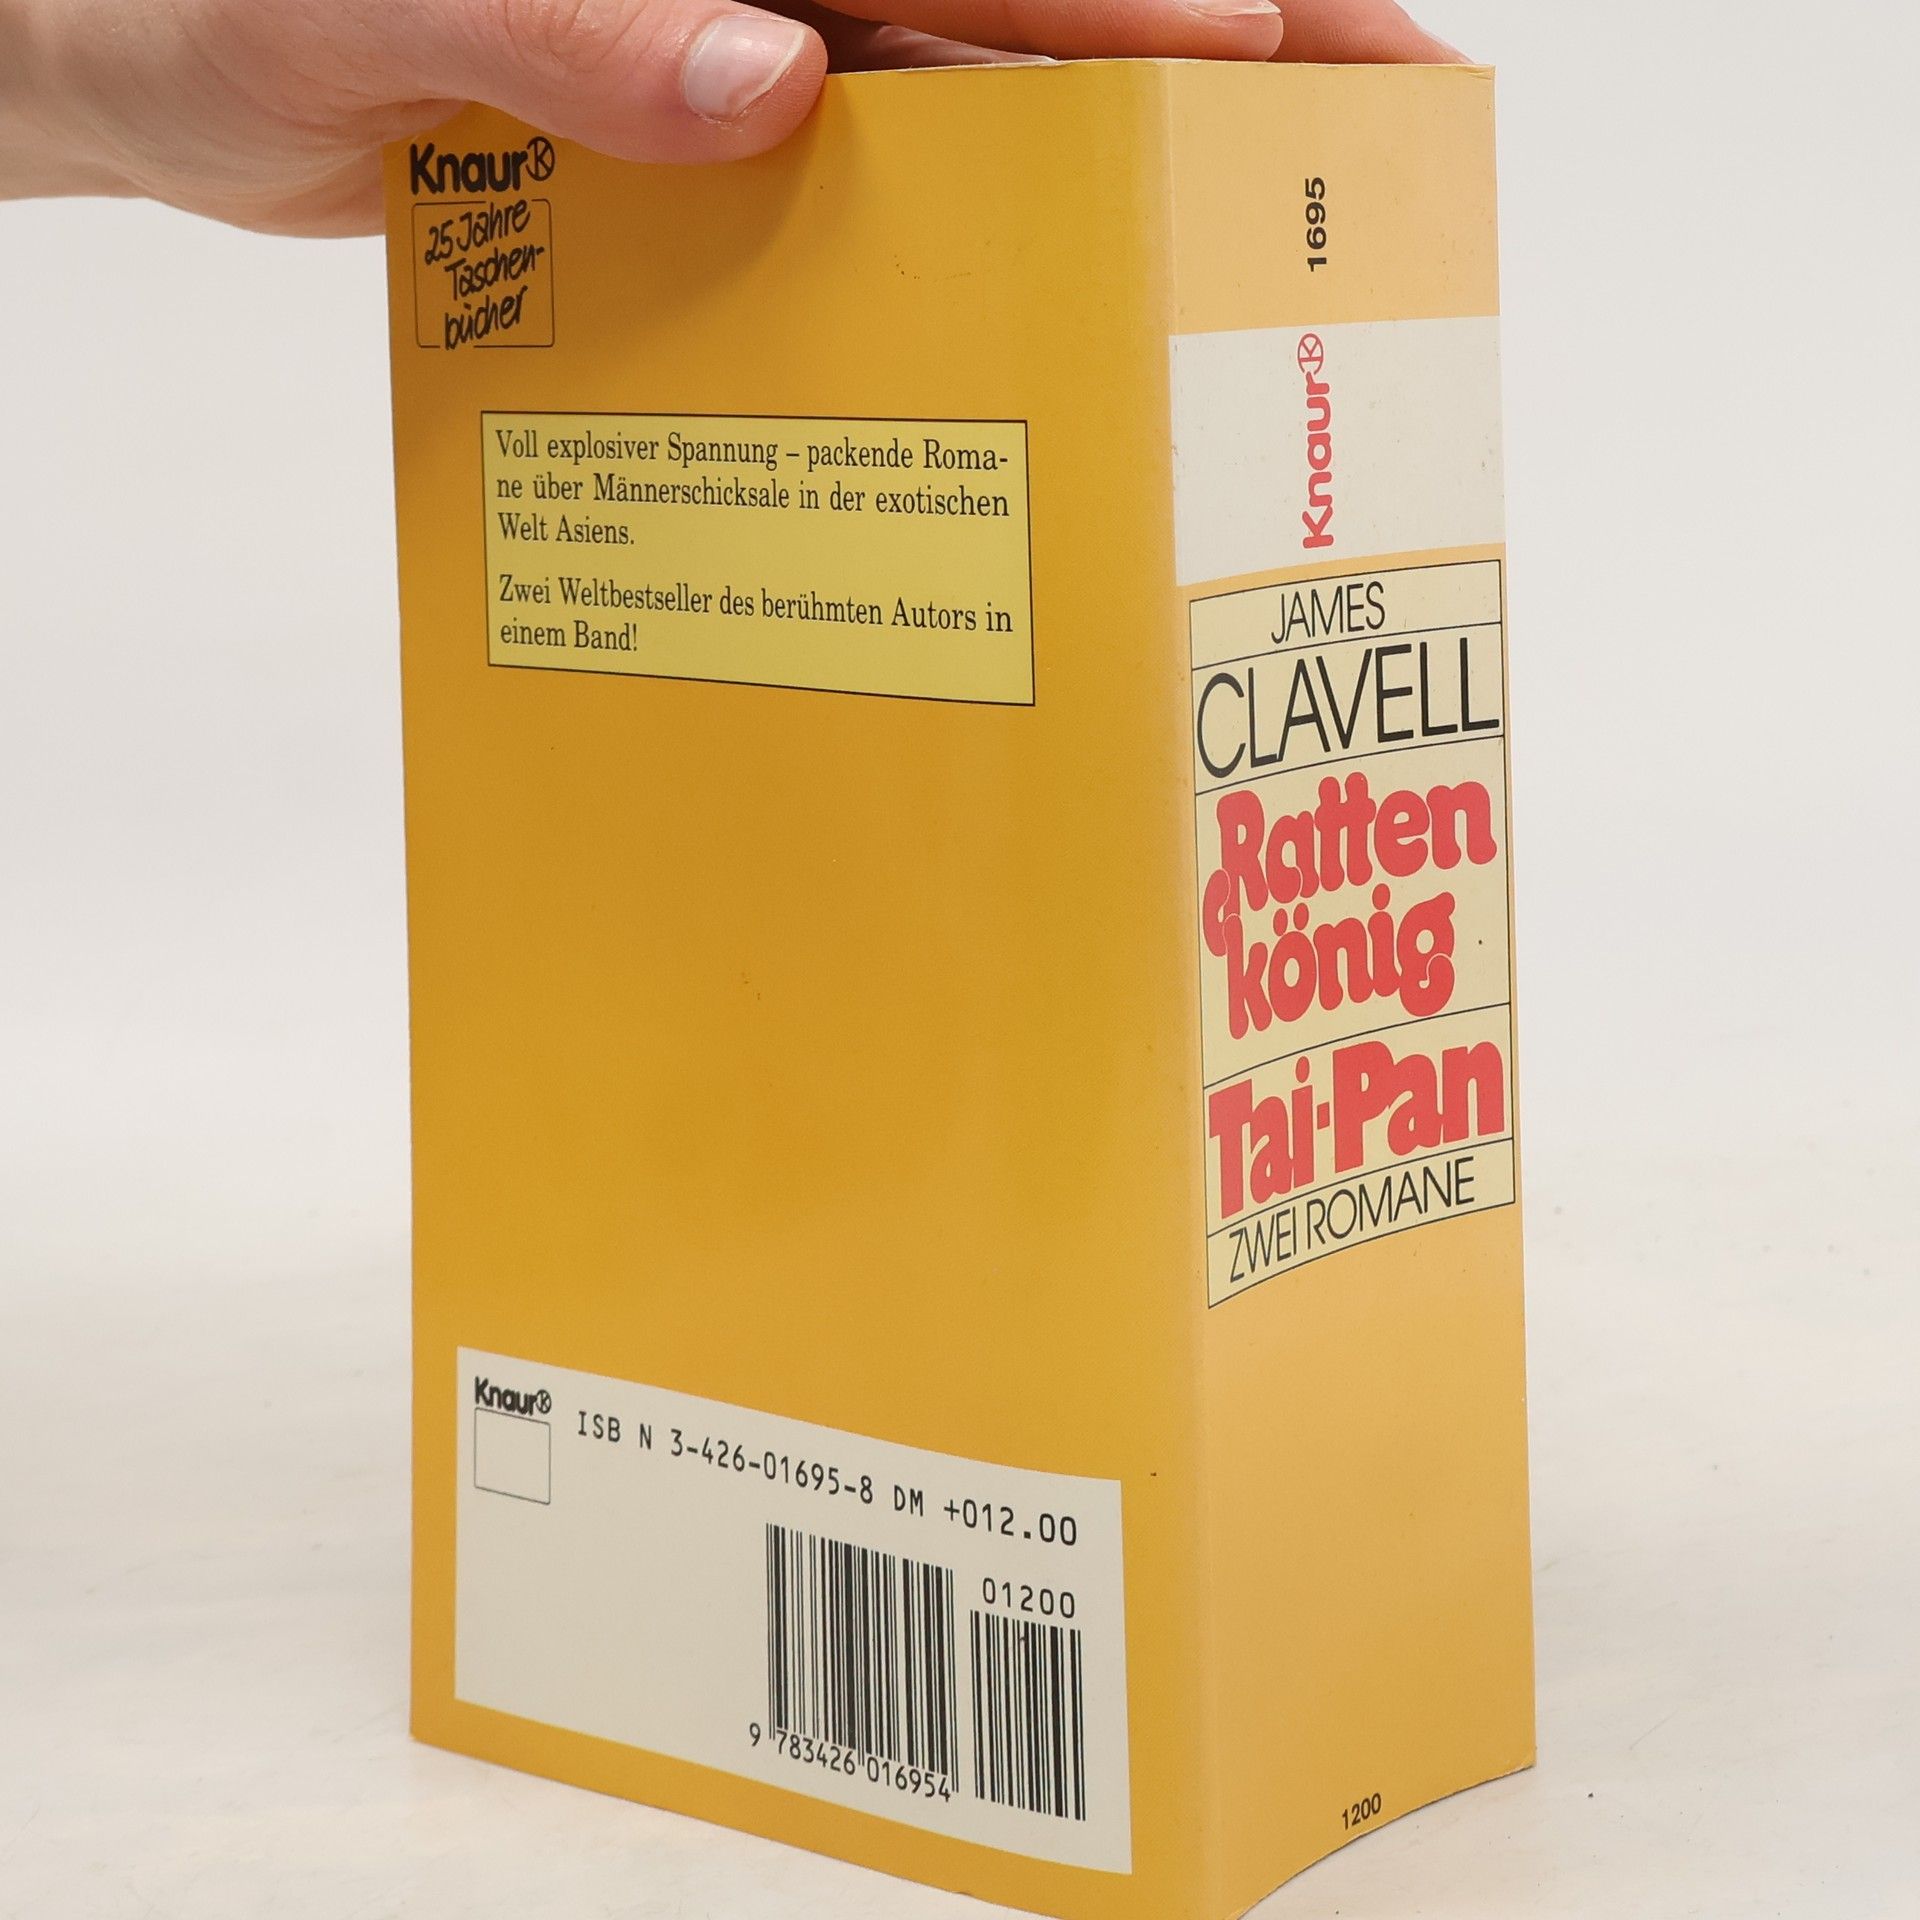 Knaur
25 Jahre
Taschen-
bücher
Voll explosiver Spannung – packende Roma-
ne über Männerschicksale in der exotischen
Welt Asiens.
Zwei Weltbestseller des berühmten Autors in
einem Band!
Knaur
ISB N 3-426-01695-8 DM +012.00
01200
9 783426 016954
1695
Knaur
JAMES
CLAVELL
Ratten
könig
Tai-Pan
ZWEI ROMANE
1200